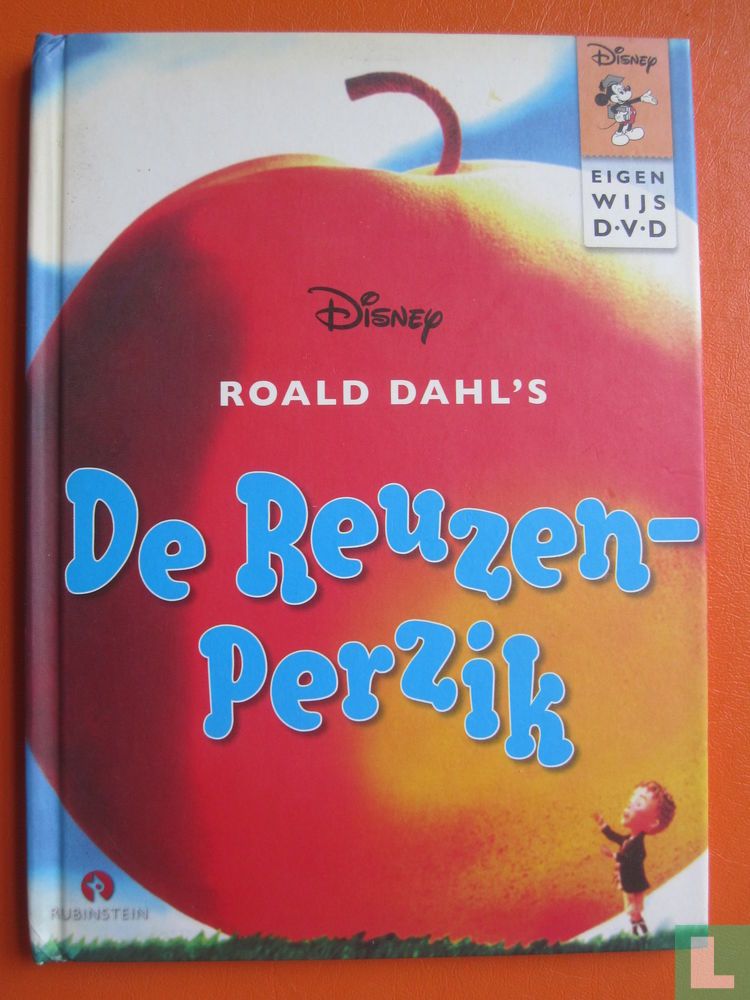 Disney
EIGEN
WIJS
D·V·D
Disney
ROALD DAHL'S
De Reuzen-
perzik
RUBINSTEIN
L